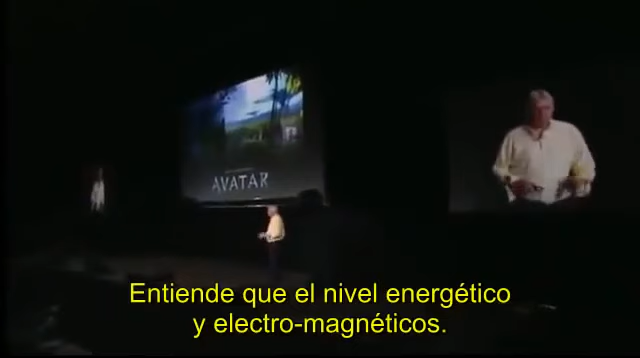 AVATAR
Entiende que el nivel energético
y electro-magnéticos.